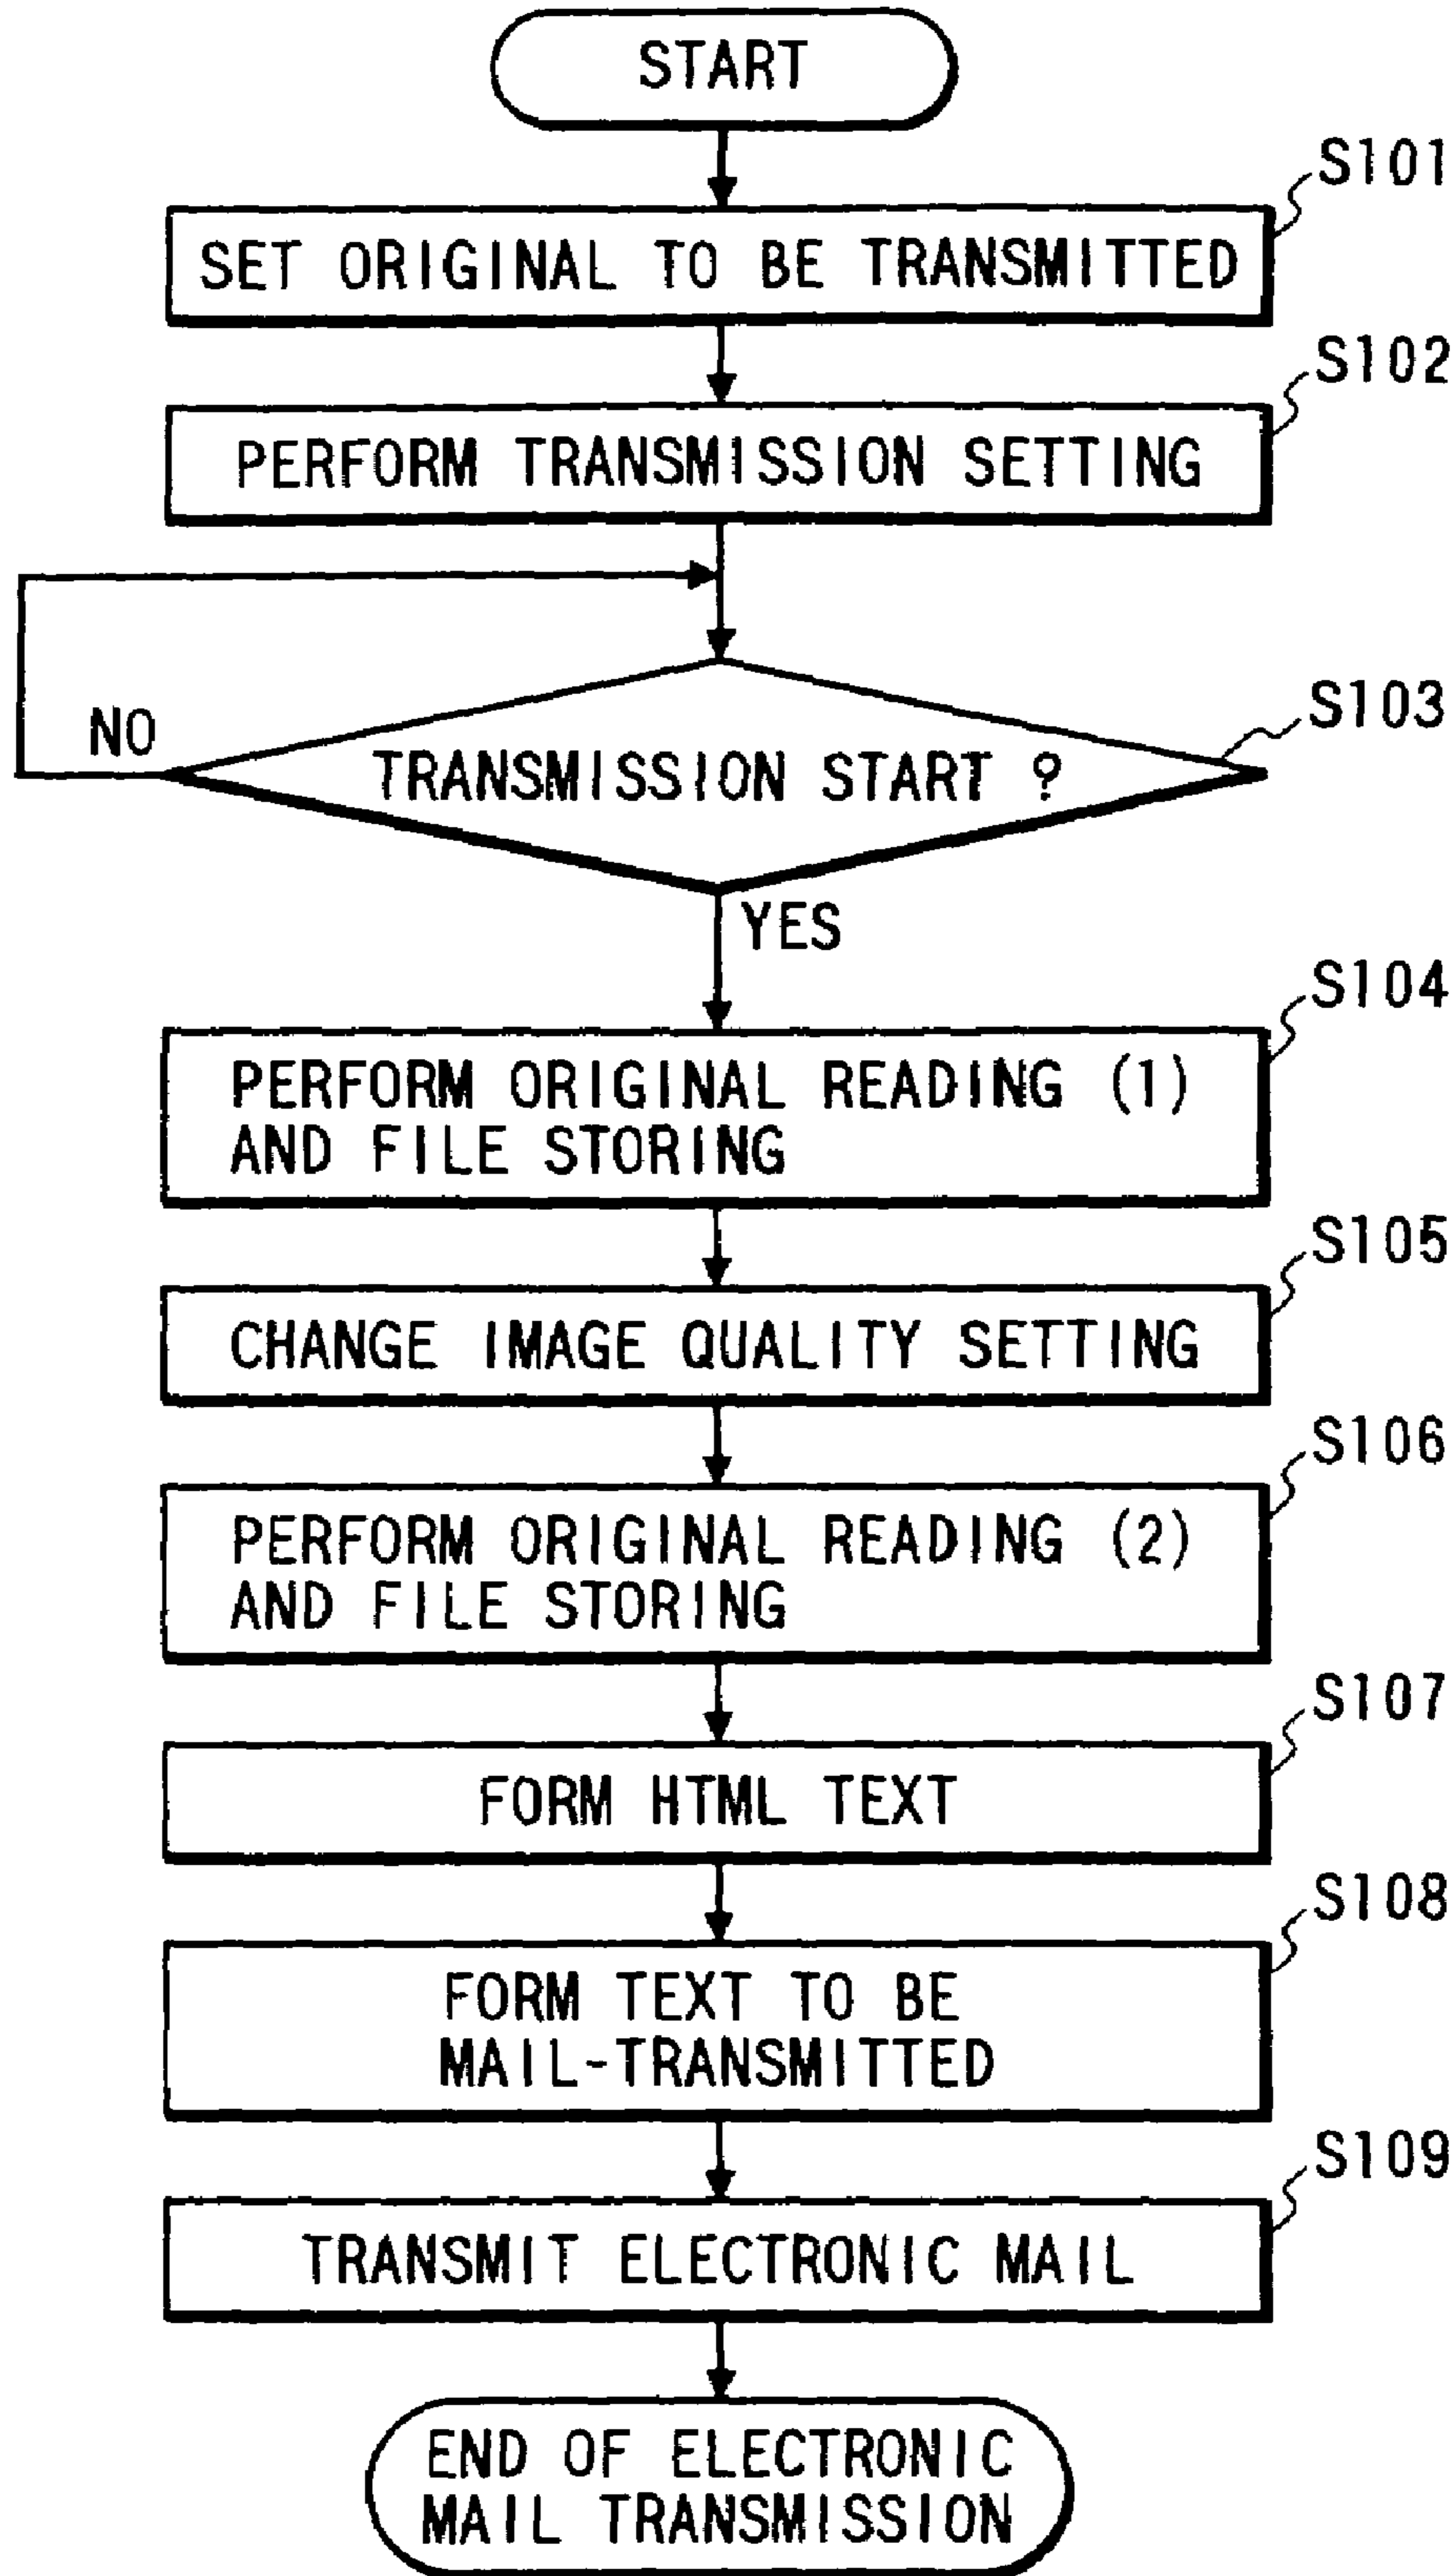 START
S101
SET ORIGINAL TO BE TRANSMITTED
S102
PERFORM TRANSMISSION SETTING
S103
NO
TRANSMISSION START ?
YES
S104
PERFORM ORIGINAL READING (1)
AND FILE STORING
S105
CHANGE IMAGE QUALITY SETTING
S106
PERFORM ORIGINAL READING (2)
AND FILE STORING
S107
FORM HTML TEXT
S108
FORM TEXT TO BE
MAIL-TRANSMITTED
S109
TRANSMIT ELECTRONIC MAIL
END OF ELECTRONIC
MAIL TRANSMISSION